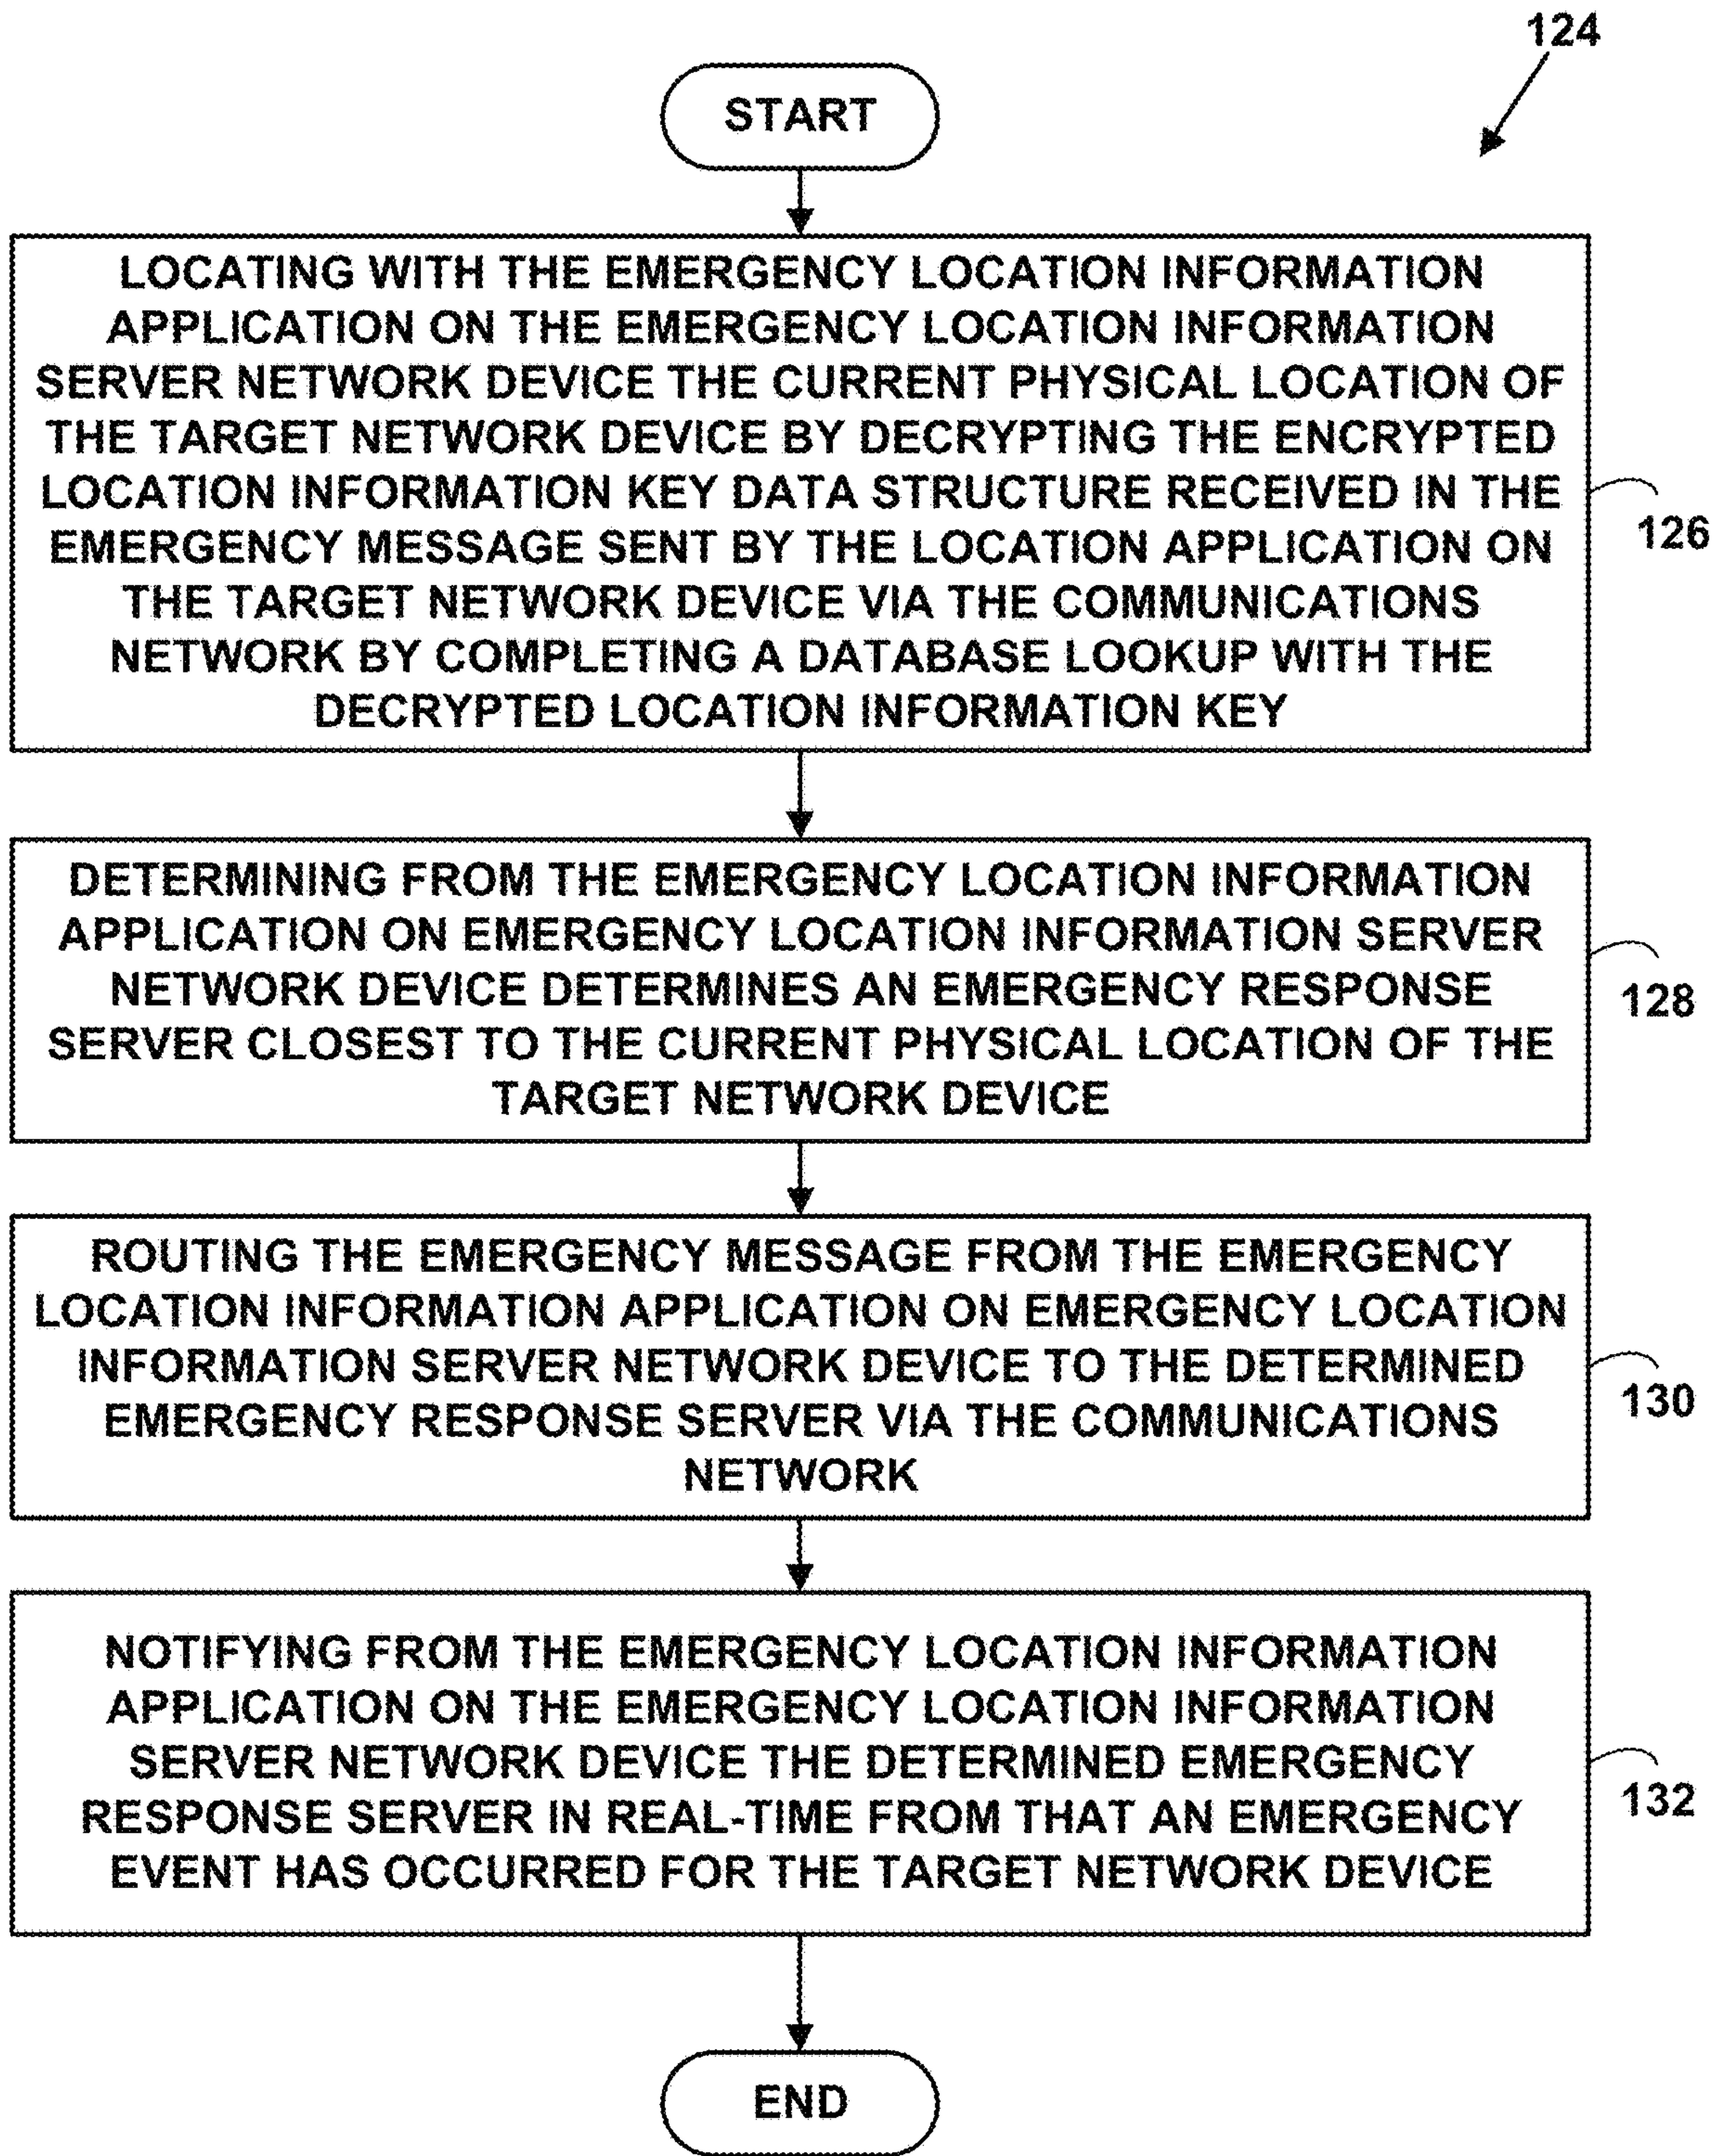 124
START
LOCATING WITH THE EMERGENCY LOCATION INFORMATION
APPLICATION ON THE EMERGENCY LOCATION INFORMATION
SERVER NETWORK DEVICE THE CURRENT PHYSICAL LOCATION OF
THE TARGET NETWORK DEVICE BY DECRYPTING THE ENCRYPTED
LOCATION INFORMATION KEY DATA STRUCTURE RECEIVED IN THE
EMERGENCY MESSAGE SENT BY THE LOCATION APPLICATION ON
THE TARGET NETWORK DEVICE VIA THE COMMUNICATIONS
NETWORK BY COMPLETING A DATABASE LOOKUP WITH THE
DECRYPTED LOCATION INFORMATION KEY
126
DETERMINING FROM THE EMERGENCY LOCATION INFORMATION
APPLICATION ON EMERGENCY LOCATION INFORMATION SERVER
NETWORK DEVICE DETERMINES AN EMERGENCY RESPONSE
SERVER CLOSEST TO THE CURRENT PHYSICAL LOCATION OF THE
TARGET NETWORK DEVICE
128
ROUTING THE EMERGENCY MESSAGE FROM THE EMERGENCY
LOCATION INFORMATION APPLICATION ON EMERGENCY LOCATION
INFORMATION SERVER NETWORK DEVICE TO THE DETERMINED
EMERGENCY RESPONSE SERVER VIA THE COMMUNICATIONS
NETWORK
130
NOTIFYING FROM THE EMERGENCY LOCATION INFORMATION
APPLICATION ON THE EMERGENCY LOCATION INFORMATION
SERVER NETWORK DEVICE THE DETERMINED EMERGENCY
RESPONSE SERVER IN REAL-TIME FROM THAT AN EMERGENCY
EVENT HAS OCCURRED FOR THE TARGET NETWORK DEVICE
132
END